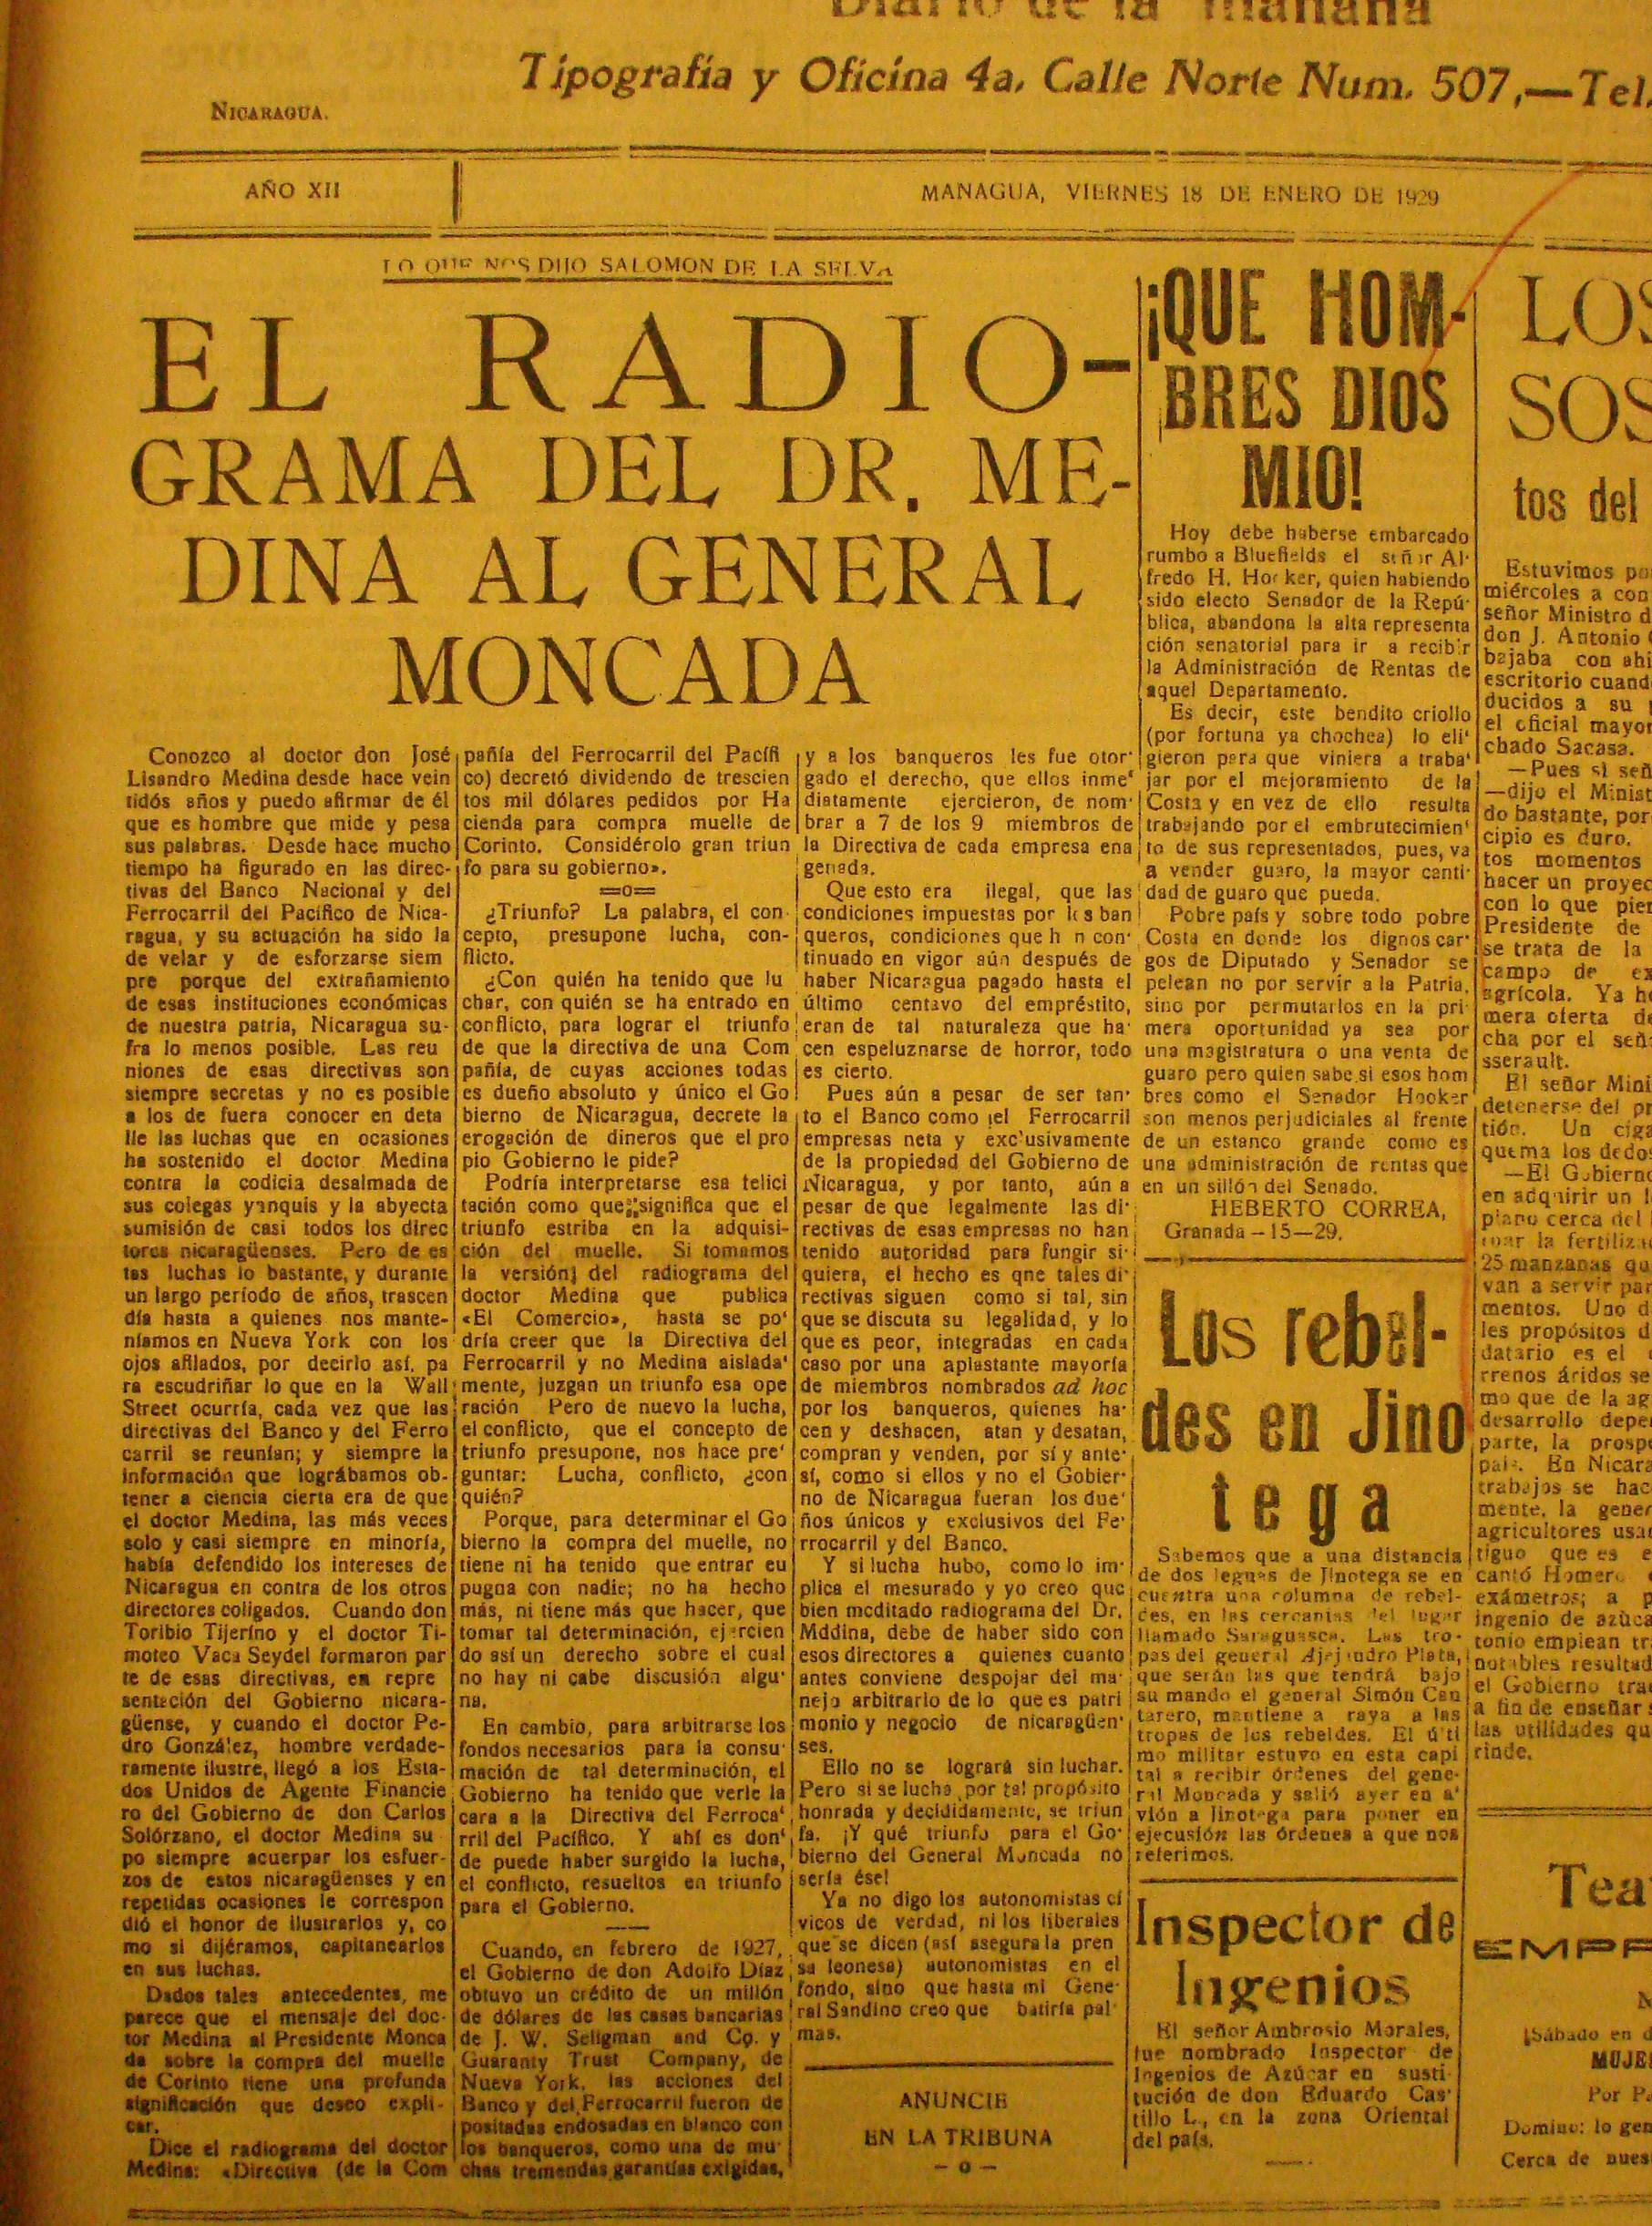 Diario de la mañana
Tipografía y Oficina 4a. Calle Norte Num. 507,—Tel.
NICARAGUA.
AÑO XII
MANAGUA, VIERNES 18 DE ENERO DE 1929
LO QUE NOS DIJO SALOMON DE LA SELVA
EL RADIO-
GRAMA DEL DR. ME-
DINA AL GENERAL
MONCADA
Conozco al doctor don José
Lisandro Medina desde hace vein
tidós años y puedo afirmar de él
que es hombre que mide y pesa
sus palabras. Desde hace mucho
tiempo ha figurado en las direc-
tivas del Banco Nacional y del
Ferrocarril del Pacífico de Nica-
ragua, y su actuación ha sido la
de velar y de esforzarse siem
pre porque del extrañamiento
de esas instituciones económicas
de nuestra patria, Nicaragua su-
fra lo menos posible. Las reu
niones de esas directivas son
siempre secretas y no es posible
a los de fuera conocer en deta
lle las luchas que en ocasiones
ha sostenido el doctor Medina
contra la codicia desalmada de
sus colegas yanquis y la abyecta
sumisión de casi todos los direc
tores nicaragüenses. Pero de es
tas luchas lo bastante, y durante
un largo período de años, trascen
día hasta a quienes nos mante-
níamos en Nueva York con los
ojos afilados, por decirlo así, pa
ra escudriñar lo que en la Wall
Street ocurría, cada vez que las
directivas del Banco y del Ferro
carril se reunían; y siempre la
información que lográbamos ob-
tener a ciencia cierta era de que
el doctor Medina, las más veces
solo y casi siempre en minoría,
había defendido los intereses de
Nicaragua en contra de los otros
directores coligados. Cuando don
Toribio Tijerino y el doctor Ti-
moteo Vaca Seydel formaron par
te de esas directivas, en repre
sentación del Gobierno nicara-
güense, y cuando el doctor Pe-
dro González, hombre verdade-
ramente ilustre, llegó a los Esta-
dos Unidos de Agente Financie
ro del Gobierno de don Carlos
Solórzano, el doctor Medina su
po siempre acuerpar los esfuer-
zos de estos nicaragüenses y en
repetidas ocasiones le correspon
dió el honor de ilustrarlos y, co
mo si dijéramos, capitanearlos
en sus luchas.
Dados tales antecedentes, me
parece que el mensaje del doc-
tor Medina al Presidente Monca
da sobre la compra del muelle
de Corinto tiene una profunda
significación que deseo expli-
car.
Dice el radiograma del doctor
Medina: «Directiva (de la Com
pañía del Ferrocarril del Pacífi
co) decretó dividendo de trescien
tos mil dólares pedidos por Ha
cienda para compra muelle de
Corinto. Considérolo gran triun
fo para su gobierno».
==o==
¿Triunfo? La palabra, el con
cepto, presupone lucha, con-
flicto.
¿Con quién ha tenido que lu
char, con quién se ha entrado en
conflicto, para lograr el triunfo
de que la directiva de una Com
pañía, de cuyas acciones todas
es dueño absoluto y único el Go
bierno de Nicaragua, decrete la
erogación de dineros que el pro
pio Gobierno le pide?
Podría interpretarse esa felici
tación como que significa que el
triunfo estriba en la adquisi-
ción del muelle. Si tomamos
la versión del radiograma del
doctor Medina que publica
«El Comercio», hasta se po'
dría creer que la Directiva del
Ferrocarril y no Medina aislada'
mente, juzgan un triunfo esa ope
ración Pero de nuevo la lucha,
el conflicto, que el concepto de
triunfo presupone, nos hace pre'
guntar: Lucha, conflicto, ¿con
quién?
Porque, para determinar el Go
bierno la compra del muelle, no
tiene ni ha tenido que entrar eu
pugna con nadie; no ha hecho
más, ni tiene más que hacer, que
tomar tal determinación, ejercien
do así un derecho sobre el cual
no hay ni cabe discusión algu'
na.
En cambio, para arbitrarse los
fondos necesarios para la consu'
mación de tal determinación, el
Gobierno ha tenido que verle la
cara a la Directiva del Ferroca'
rril del Pacífico. Y ahí es don'
de puede haber surgido la lucha,
el conflicto, resueltos en triunfo
para el Gobierno.
Cuando, en febrero de 1927,
el Gobierno de don Adolfo Díaz
obtuvo un crédito de un millón
de dólares de las casas bancarias
de J. W. Seligman and Co. y
Guaranty Trust Company, de
Nueva York, las acciones del
Banco y del Ferrocarril fueron de
positadas endosadas en blanco con
los banqueros, como una de mu'
chas tremendas garantías exigidas,
y a los banqueros les fue otor'
gado el derecho, que ellos inme'
diatamente ejercieron, de nom'
brar a 7 de los 9 miembros de
la Directiva de cada empresa ena
genada.
Que esto era ilegal, que las
condiciones impuestas por los ban
queros, condiciones que h n con'
tinuado en vigor aún después de
haber Nicaragua pagado hasta el
último centavo del empréstito,
eran de tal naturaleza que ha'
cen espeluznarse de horror, todo
es cierto.
Pues aún a pesar de ser tan'
to el Banco como el Ferrocarril
empresas neta y exc'usivamente
de la propiedad del Gobierno de
Nicaragua, y por tanto, aún a
pesar de que legalmente las di'
rectivas de esas empresas no han
tenido autoridad para fungir si'
quiera, el hecho es qne tales di'
rectivas siguen como si tal, sin
que se discuta su legalidad, y lo
que es peor, integradas en cada
caso por una aplastante mayoría
de miembros nombrados ad hoc
por los banqueros, quienes ha'
cen y deshacen, atan y desatan,
compran y venden, por sí y ante'
sí, como si ellos y no el Gobier'
no de Nicaragua fueran los due'
ños únicos y exclusivos del Fe'
rrocarril y del Banco.
Y si lucha hubo, como lo im'
plica el mesurado y yo creo que
bien meditado radiograma del Dr.
Mddina, debe de haber sido con
esos directores a quienes cuanto
antes conviene despojar del ma'
nejo arbitrario de lo que es patri
monio y negocio de nicaragüen'
ses.
Ello no se logrará sin luchar.
Pero si se lucha por tal propósito
honrada y decididamente, se triun
fa. ¡Y qué triunfo para el Go'
bierno del General Moncada no
sería ése!
Ya no digo los autonomistas cí
vicos de verdad, ni los liberales
que se dicen (así asegura la pren
sa leonesa) autonomistas en el
fondo, sino que hasta mi Gene'
ral Sandino creo que batiría pal'
mas.
ANUNCIE
EN LA TRIBUNA
— o —
¡QUE HOM-
BRES DIOS
MIO!
Hoy debe haberse embarcado
rumbo a Bluefields el señor Al'
fredo H. Hocker, quien habiendo
sido electo Senador de la Repú'
blica, abandona la alta representa
ción senatorial para ir a recibir
la Administración de Rentas de
aquel Departamento.
Es decir, este bendito criollo
(por fortuna ya chochea) lo eli'
gieron para que viniera a traba'
jar por el mejoramiento de la
Costa y en vez de ello resulta
trabajando por el embrutecimien'
to de sus representados, pues, va
a vender guaro, la mayor canti'
dad de guaro que pueda.
Pobre país y sobre todo pobre
Costa en donde los dignos car'
gos de Diputado y Senador se
pelean no por servir a la Patria,
sino por permutarlos en la pri'
mera oportunidad ya sea por
una magistratura o una venta de
guaro pero quien sabe si esos hom
bres como el Senador Hocker
son menos perjudiciales al frente
de un estanco grande como es
una administración de rentas que
en un sillón del Senado.
HEBERTO CORREA,
Granada—15—29.
Los rebel-
des en Jino
tega
Sabemos que a una distancia
de dos leguas de Jinotega se en
cuentra una columna de rebel-
des, en las cercanías del lugar
llamado Saraguasca. Las tro-
pas del general Alejandro Plata,
que serán las que tendrá bajo
su mando el general Simón Can
tarero, mantiene a raya a las
tropas de los rebeldes. El ú'ti
mo militar estuvo en esta capi
tal a recibir órdenes del gene'
ral Moncada y salió ayer en a'
vión a Jinotega para poner en
ejecusión las órdenes a que nos
referimos.
Inspector de
Ingenios
El señor Ambrosio Morales,
fue nombrado Inspector de
Ingenios de Azúcar en susti
tución de don Eduardo Cas'
tillo L., en la zona Oriental
del país.
LOS
SOS
tos del
Estuvimos
miércoles a con
señor Ministro d
don J. Antonio
bajaba con ahi
escritorio cuand
ducidos a su
el oficial mayor
chado Sacasa.
—Pues sí señ
—dijo el Minist
do bastante, por
cipio es duro.
tos momentos
hacer un proyec
con lo que pier
Presidente de
se trata de la
campo de ex
agrícola. Ya h
mera oferta de
cha por el seño
sserault.
El señor Mini
detenerse del pr
tión. Un ciga
quema los dedos
—El Gobierno
en adquirir un l
plano cerca del
mar la fertiliza
25 manzanas qu
van a servir par
mentos. Uno d
les propósitos d
datario es el
rrenos áridos se
mo que de la ag
desarrollo depe
parte, la prospe
país. En Nicara
trabajos se hac
mente, la gener
agricultores usa
tiguo que es e
cantó Homero
exámetros; a p
ingenio de azúca
tonio empiean tr
notables resultad
el Gobierno tra
a fin de enseñar
las utilidades qu
rinde.
Tea
EMPR
¡Sábado en d
MUJE
Por P
Domino: lo gen
Cerca de nues